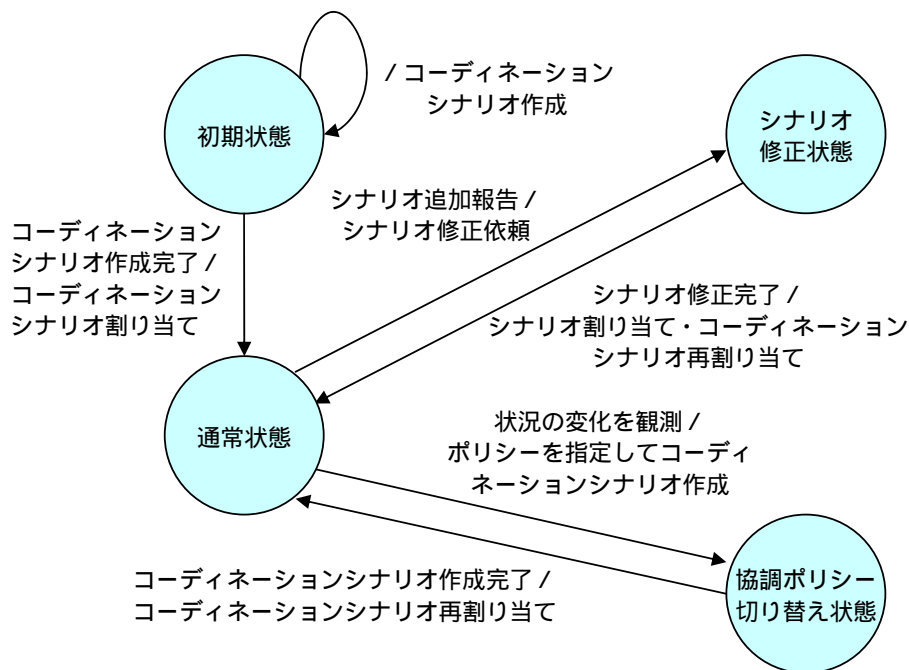 / コーディネーション
シナリオ作成
初期状態
シナリオ
修正状態
シナリオ追加報告 /
シナリオ修正依頼
コーディネーション
シナリオ作成完了 /
コーディネーション
シナリオ割り当て
シナリオ修正完了 /
シナリオ割り当て・コーディネーション
シナリオ再割り当て
通常状態
状況の変化を観測 /
ポリシーを指定してコーディ
ネーションシナリオ作成
コーディネーションシナリオ作成完了 /
コーディネーションシナリオ再割り当て
協調ポリシー
切り替え状態